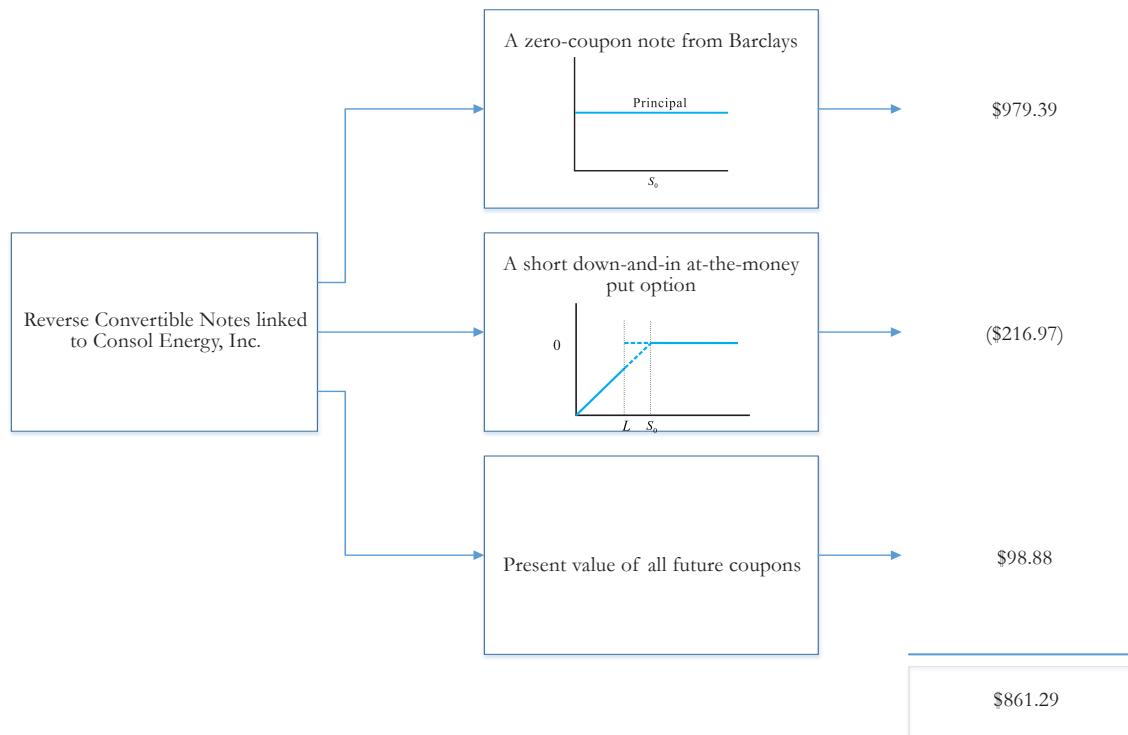 A zero-coupon note from Barclays
Principal
S₀
$979.39
Reverse Convertible Notes linked
to Consol Energy, Inc.
A short down-and-in at-the-money
put option
0
L
S₀
($216.97)
Present value of all future coupons
$98.88
$861.29